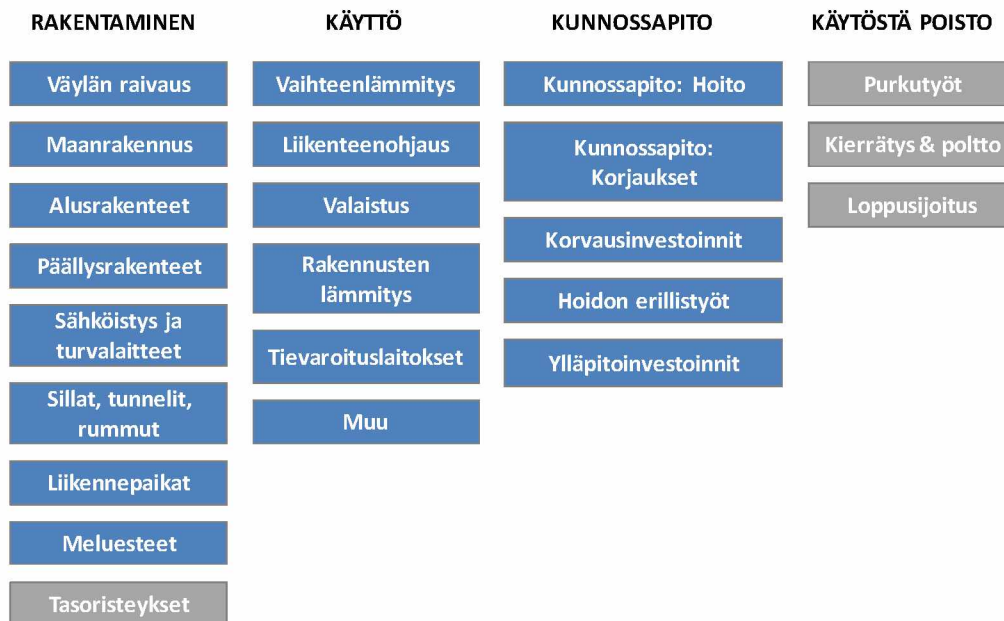 RAKENTAMINEN
Väylän raivaus
Maanrakennus
Alusrakenteet
Päällysrakenteet
Sähköistys ja
turvalaitteet
Sillat, tunnelit,
rummut
Liikennepaikat
Meluesteet
Tasoristeykset
KÄYTTÖ
Vaihteenlämmitys
Liikenteenohjaus
Valaistus
Rakennusten
lämmitys
Tievaroituslaitokset
Muu
KUNNOSSAPITO
Kunnossapito: Hoito
Kunnossapito:
Korjaukset
Korvausinvestoinnit
Hoidon erillistyöt
Ylläpitoinvestoinnit
KÄYTÖSTÄ POISTO
Purkutyöt
Kierrätys & poltto
Loppusijoitus